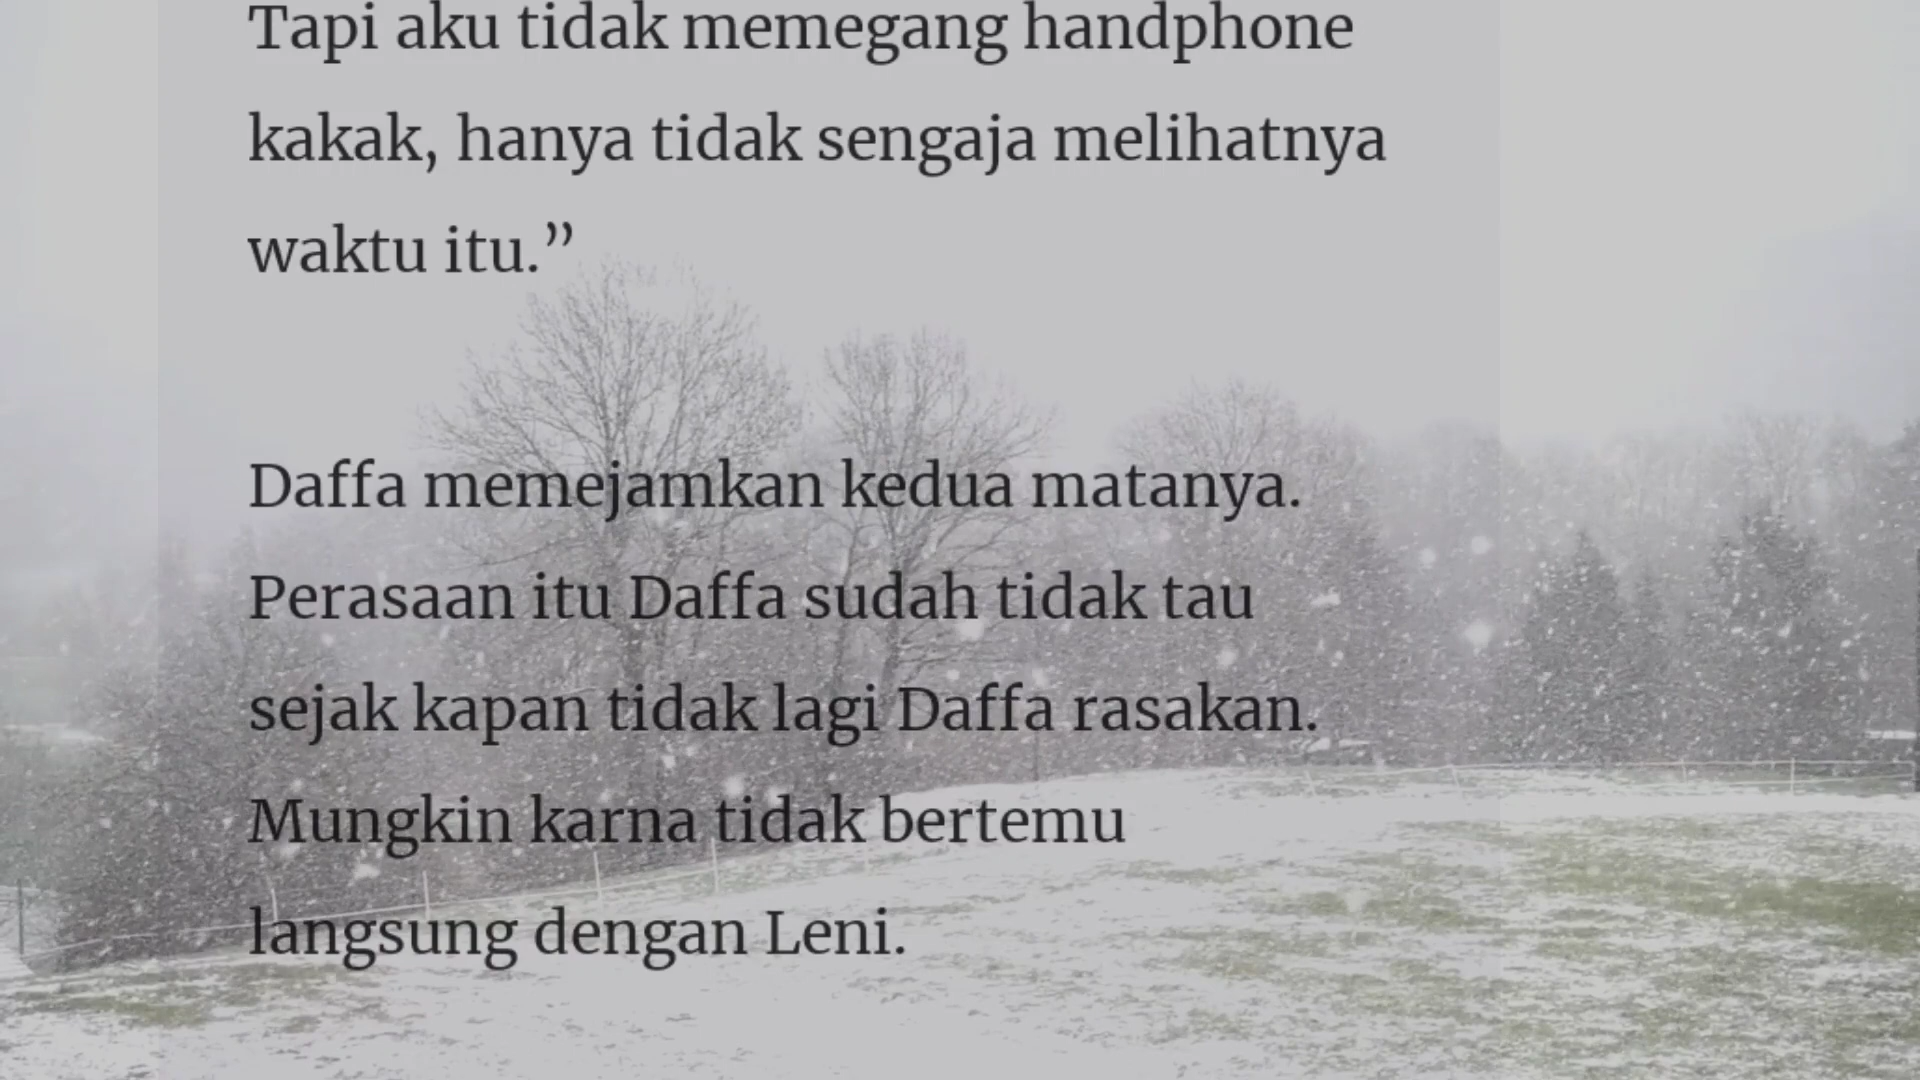 Tapi aku tidak memegang handphone
kakak, hanya tidak sengaja melihatnya
waktu itu.”
Daffa memejamkan kedua matanya.
Perasaan itu Daffa sudah tidak tau
sejak kapan tidak lagi Daffa rasakan.
Mungkin karna tidak bertemu
langsung dengan Leni.